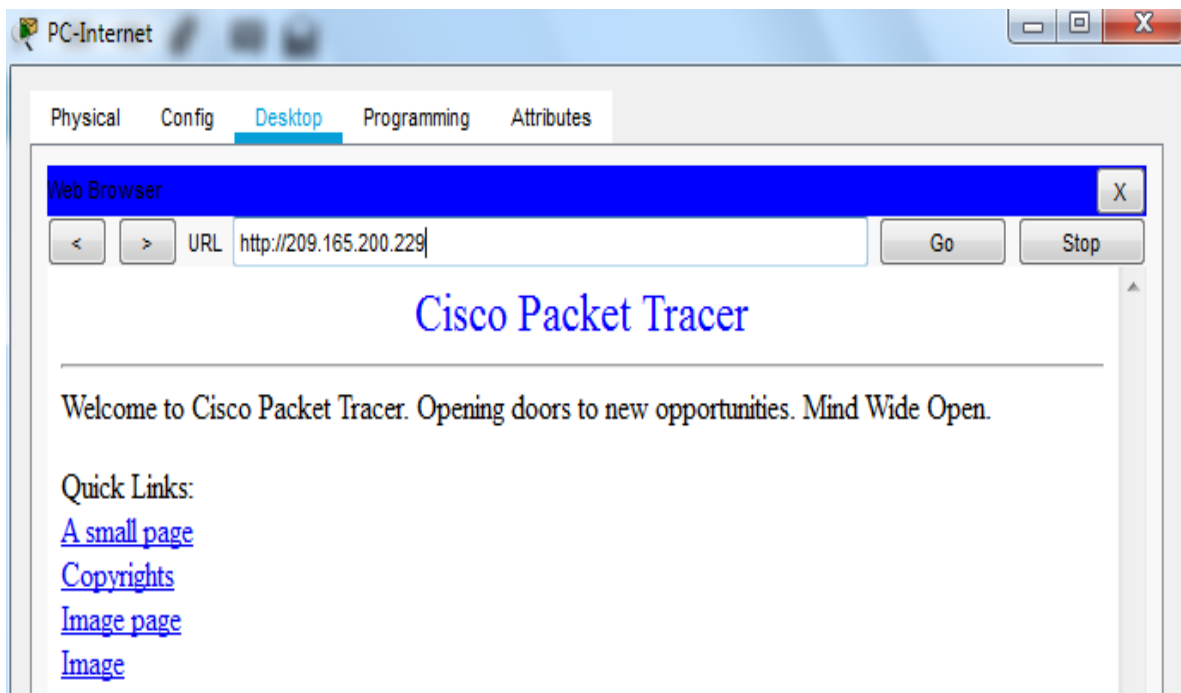 PC-Internet
Physical Config Desktop Programming Attributes
Web Browser X
< > URL http://209.165.200.229 Go Stop
Cisco Packet Tracer
Welcome to Cisco Packet Tracer. Opening doors to new opportunities. Mind Wide Open.
Quick Links:
A small page
Copyrights
Image page
Image